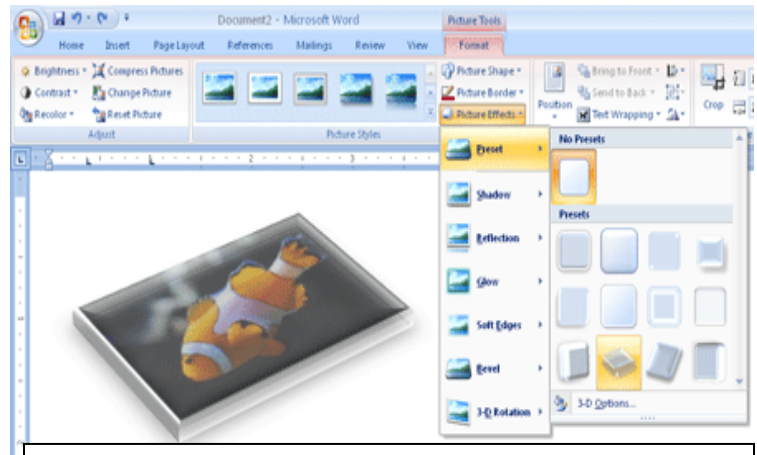 Document2 - Microsoft Word
Picture Tools
Home Insert Page Layout References Mailings Review View Format
Brightness
Contrast
Recolor
Compress Pictures
Change Picture
Reset Picture
Picture Shape
Picture Border
Picture Effects
Position
Bring to Front
Send to Back
Text Wrapping
Crop
Adjust
Picture Styles
L
2 3
Preset
Shadow
Reflection
Glow
Soft Edges
Bevel
3-D Rotation
No Presets
Presets
3-D Options...